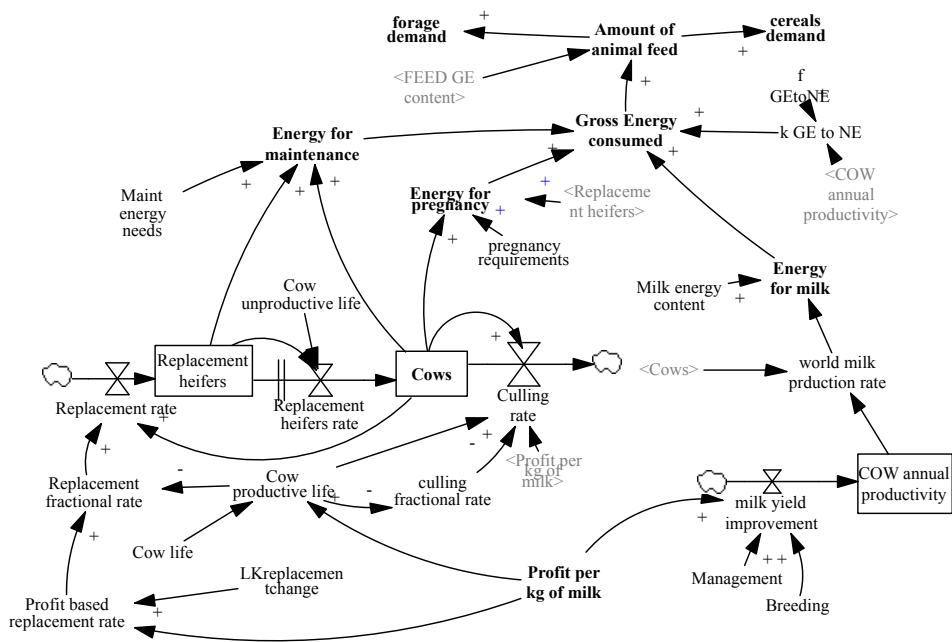 forage
demand
Amount of
animal feed
cereals
demand
<FEED GE
content>
f
GEtoNE
Energy for
maintenance
Gross Energy
consumed
k GE to NE
Maint
energy
needs
Energy for
pregnancy
<Replaceme
nt heifers>
<COW
annual
productivity>
pregnancy
requirements
Cow
unproductive life
Milk energy
content
Energy
for milk
Replacement
heifers
Cows
<Cows>
world milk
prduction rate
Replacement rate
Replacement
heifers rate
Culling
rate
Replacement
fractional rate
Cow
productive life
culling
fractional rate
<Profit per
kg of
milk>
COW annual
productivity
milk yield
improvement
Cow life
Management
Breeding
LKreplacemen
tchange
Profit based
replacement rate
Profit per
kg of milk